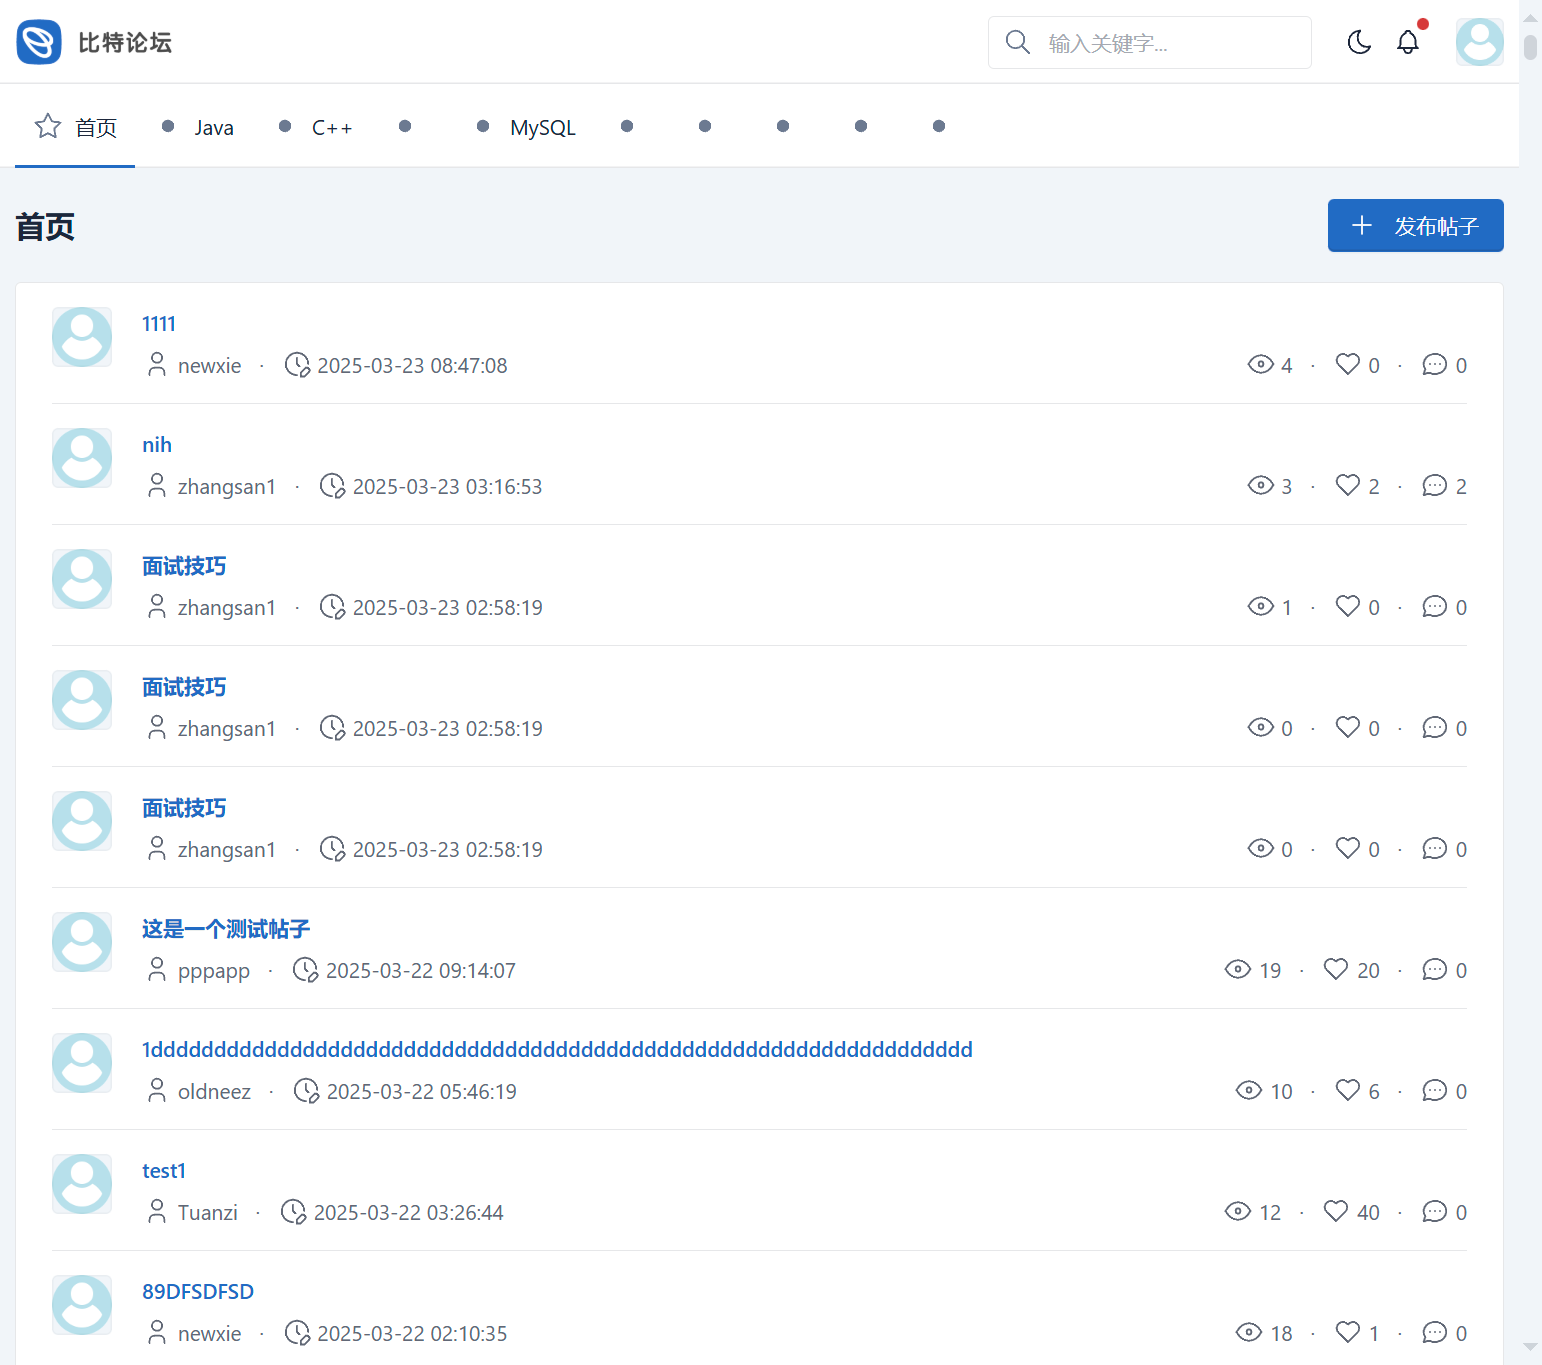 比特论坛
输入关键字...
首页 Java C++ MySQL
首页
发布帖子
1111
newxie · 2025-03-23 08:47:08 4 · 0 · 0
nih
zhangsan1 · 2025-03-23 03:16:53 3 · 2 · 2
面试技巧
zhangsan1 · 2025-03-23 02:58:19 1 · 0 · 0
面试技巧
zhangsan1 · 2025-03-23 02:58:19 0 · 0 · 0
面试技巧
zhangsan1 · 2025-03-23 02:58:19 0 · 0 · 0
这是一个测试帖子
pppapp · 2025-03-22 09:14:07 19 · 20 · 0
1ddddddddddddddddddddddddddddddddddddddddddddddddddddddddddddddddd
oldneez · 2025-03-22 05:46:19 10 · 6 · 0
test1
Tuanzi · 2025-03-22 03:26:44 12 · 40 · 0
89DFSDFSD
newxie · 2025-03-22 02:10:35 18 · 1 · 0